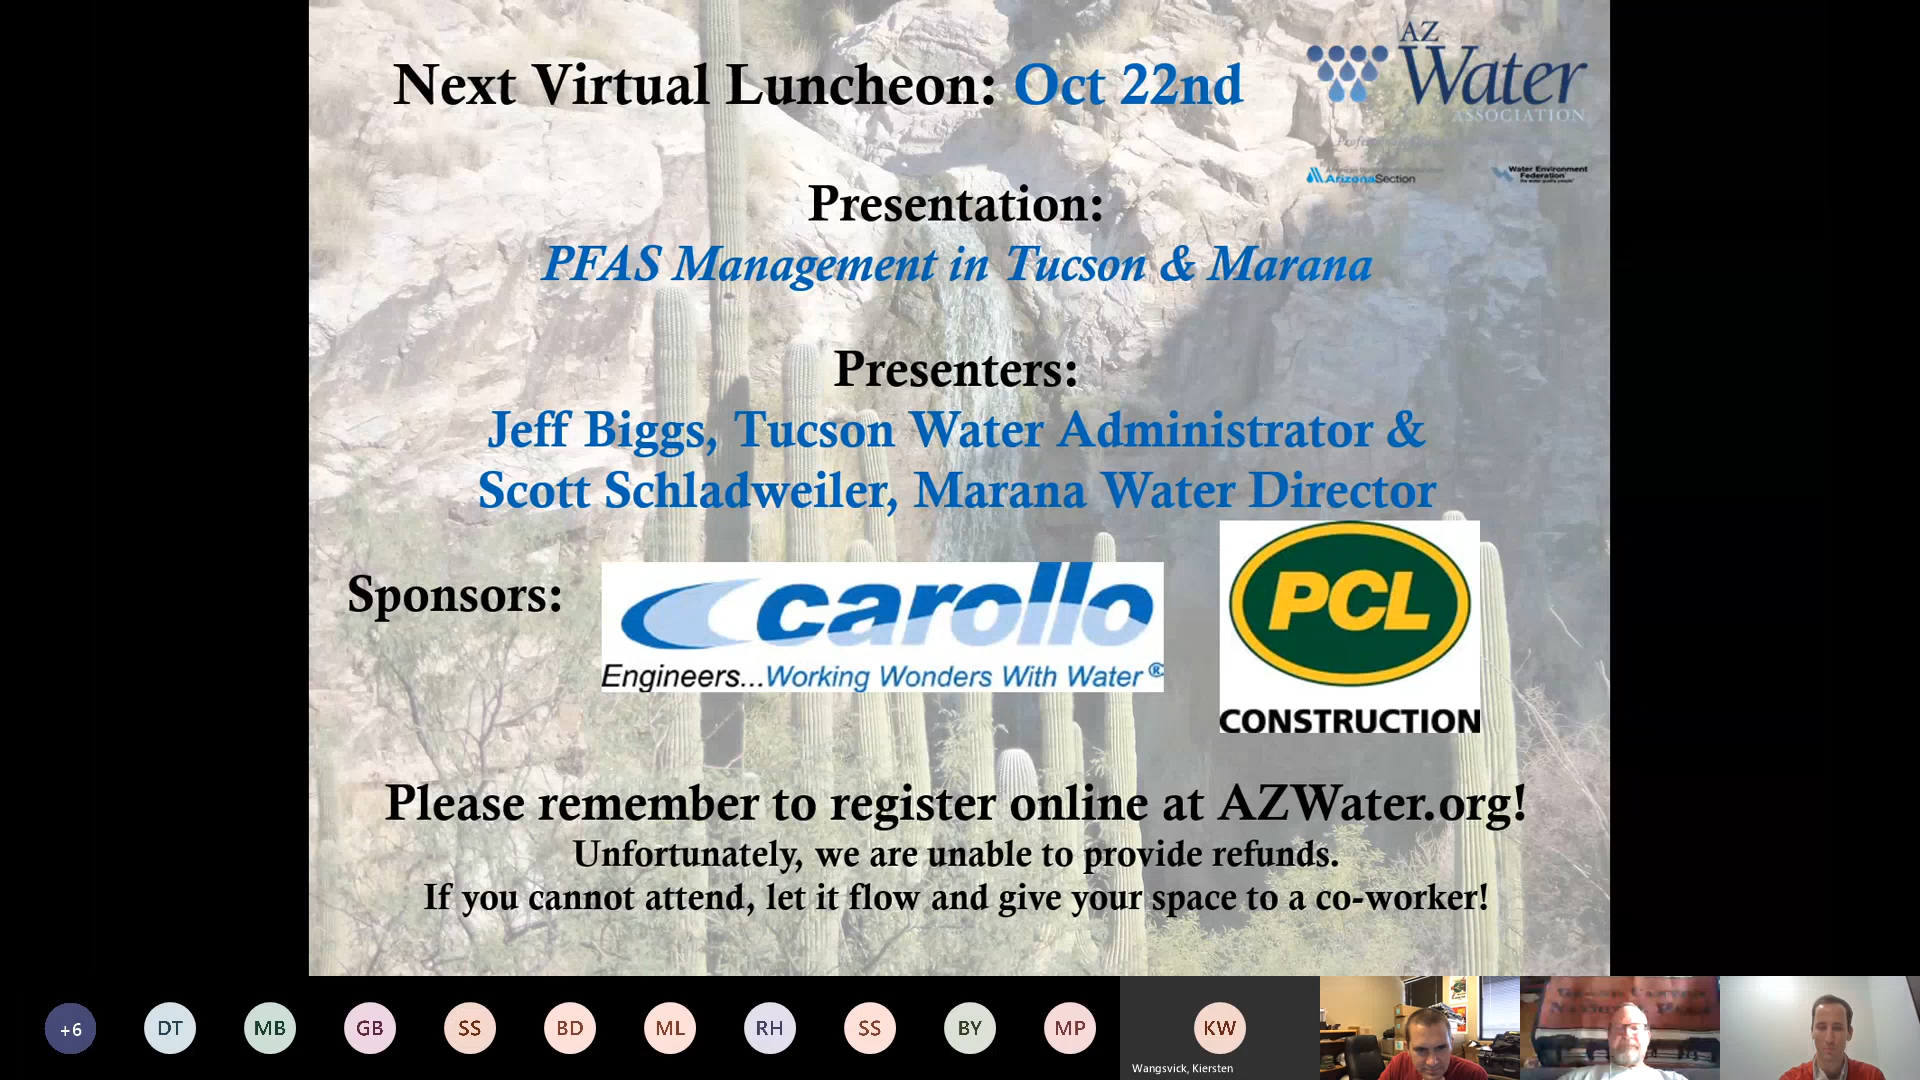 Next Virtual Luncheon: Oct 22nd
AZ
Water
ASSOCIATION
ArizonaSection
Water Environment
Federation
the water quality people
Presentation:
PFAS Management in Tucson & Marana
Presenters:
Jeff Biggs, Tucson Water Administrator &
Scott Schladweiler, Marana Water Director
Sponsors:
carollo
Engineers...Working Wonders With Water®
PCL
CONSTRUCTION
Please remember to register online at AZWater.org!
Unfortunately, we are unable to provide refunds.
If you cannot attend, let it flow and give your space to a co-worker!
+6
DT
MB
GB
SS
BD
ML
RH
SS
BY
MP
KW
Wangsvick, Kiersten